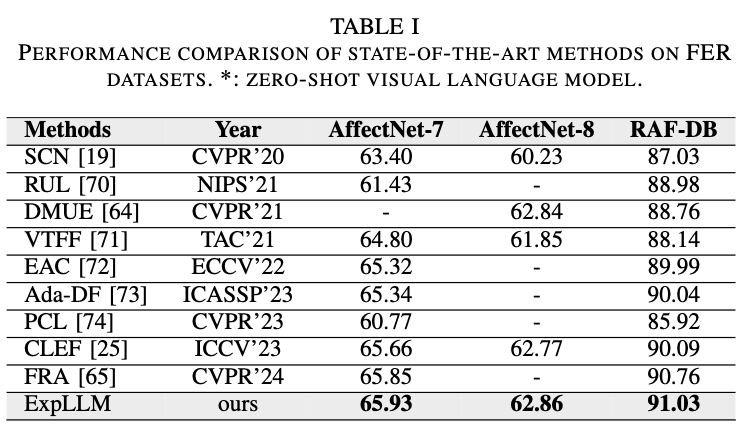 TABLE I
PERFORMANCE COMPARISON OF STATE-OF-THE-ART METHODS ON FER
DATASETS. *: ZERO-SHOT VISUAL LANGUAGE MODEL.
Methods Year AffectNet-7 AffectNet-8 RAF-DB
SCN [19] CVPR’20 63.40 60.23 87.03
RUL [70] NIPS’21 61.43 - 88.98
DMUE [64] CVPR’21 - 62.84 88.76
VTFF [71] TAC’21 64.80 61.85 88.14
EAC [72] ECCV’22 65.32 - 89.99
Ada-DF [73] ICASSP’23 65.34 - 90.04
PCL [74] CVPR’23 60.77 - 85.92
CLEF [25] ICCV’23 65.66 62.77 90.09
FRA [65] CVPR’24 65.85 - 90.76
ExpLLM ours 65.93 62.86 91.03